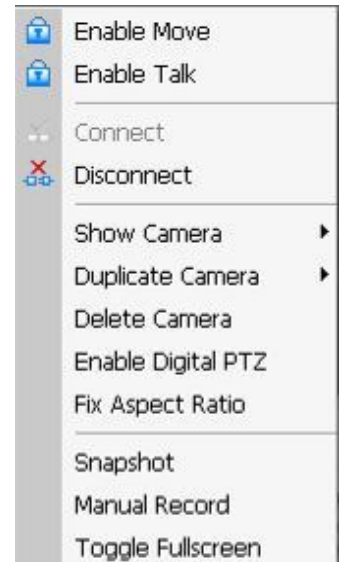 Enable Move
Enable Talk
Connect
Disconnect
Show Camera
Duplicate Camera
Delete Camera
Enable Digital PTZ
Fix Aspect Ratio
Snapshot
Manual Record
Toggle Fullscreen